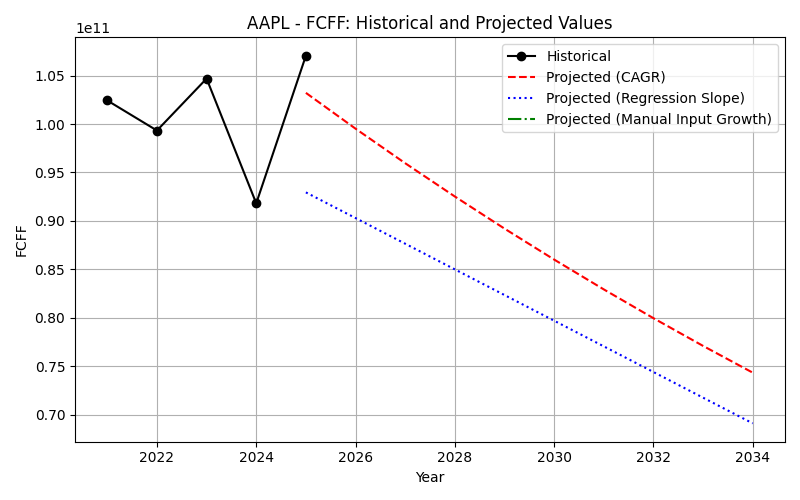 AAPL - FCFF: Historical and Projected Values
1e11
Historical
Projected (CAGR)
Projected (Regression Slope)
Projected (Manual Input Growth)
1.05
1.00
0.95
0.90
0.85
0.80
0.75
0.70
FCFF
2022 2024 2026 2028 2030 2032 2034
Year